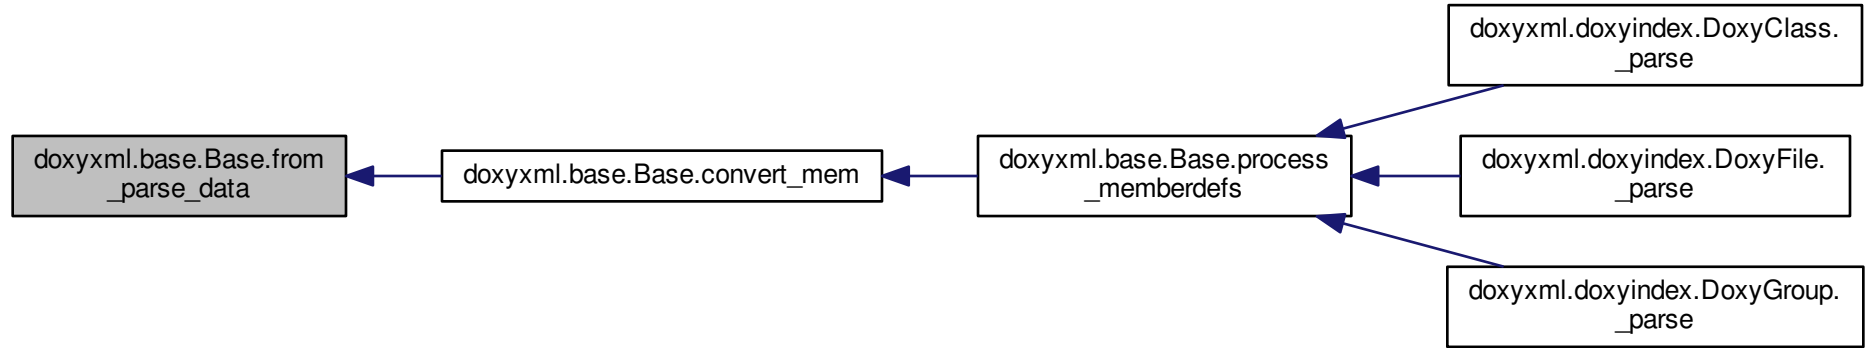 doxyxml.base.Base.from
_parse_data
doxyxml.base.Base.convert_mem
doxyxml.base.Base.process
_memberdefs
doxyxml.doxyindex.DoxyClass.
_parse
doxyxml.doxyindex.DoxyFile.
_parse
doxyxml.doxyindex.DoxyGroup.
_parse